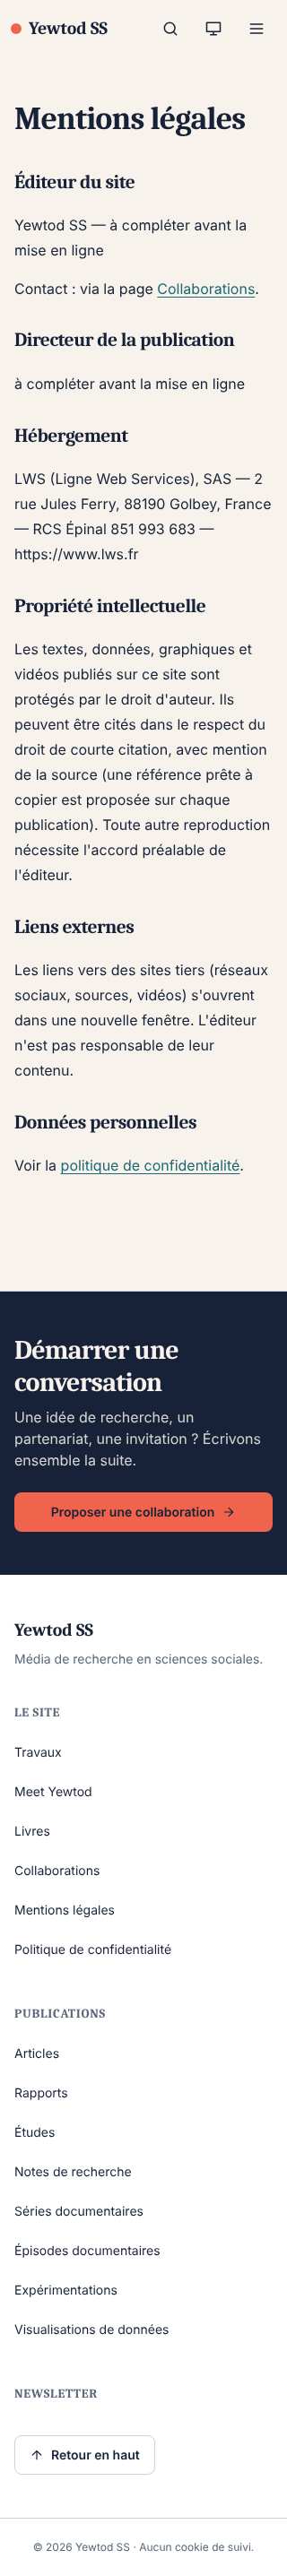 Yewtod SS
Mentions légales
Éditeur du site
Yewtod SS — à compléter avant la
mise en ligne
Contact : via la page Collaborations.
Directeur de la publication
à compléter avant la mise en ligne
Hébergement
LWS (Ligne Web Services), SAS — 2
rue Jules Ferry, 88190 Golbey, France
— RCS Épinal 851 993 683 —
https://www.lws.fr
Propriété intellectuelle
Les textes, données, graphiques et
vidéos publiés sur ce site sont
protégés par le droit d'auteur. Ils
peuvent être cités dans le respect du
droit de courte citation, avec mention
de la source (une référence prête à
copier est proposée sur chaque
publication). Toute autre reproduction
nécessite l'accord préalable de
l'éditeur.
Liens externes
Les liens vers des sites tiers (réseaux
sociaux, sources, vidéos) s'ouvrent
dans une nouvelle fenêtre. L'éditeur
n'est pas responsable de leur
contenu.
Données personnelles
Voir la politique de confidentialité.
Démarrer une
conversation
Une idée de recherche, un
partenariat, une invitation ? Écrivons
ensemble la suite.
Proposer une collaboration →
Yewtod SS
Média de recherche en sciences sociales.
LE SITE
Travaux
Meet Yewtod
Livres
Collaborations
Mentions légales
Politique de confidentialité
PUBLICATIONS
Articles
Rapports
Études
Notes de recherche
Séries documentaires
Épisodes documentaires
Expérimentations
Visualisations de données
NEWSLETTER
↑ Retour en haut
© 2026 Yewtod SS · Aucun cookie de suivi.